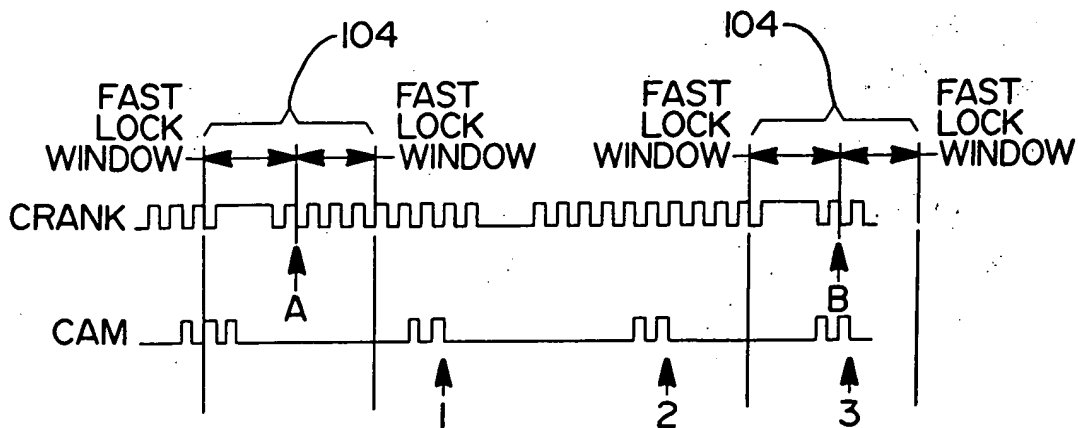 104
104
FAST
LOCK
WINDOW
FAST
LOCK
WINDOW
FAST
LOCK
WINDOW
FAST
LOCK
WINDOW
CRANK
A
B
CAM
1
2
3